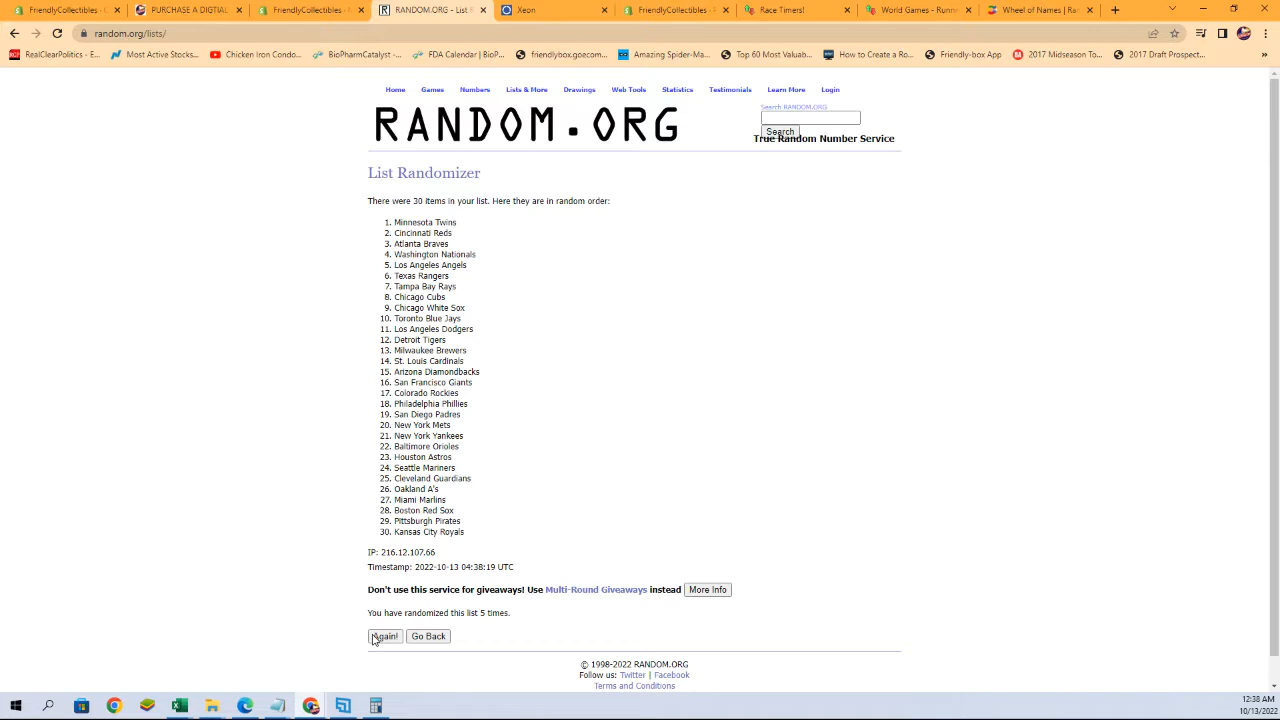 FriendlyCollectibles - C
PURCHASE A DIGTIAL
FriendlyCollectibles - M
RANDOM.ORG - List R
Xeon
FriendlyCollectibles - M
Race Timers!
World Games - Runne
Wheel of Names | Ran
random.org/lists/
RealClearPolitics - E...
Most Active Stocks...
Chicken Iron Condo...
BioPharmCatalyst -...
FDA Calendar | BioP...
friendlybox.goecom...
Amazing Spider-Ma...
Top 60 Most Valuab...
How to Create a Ro...
Friendly-box App
2017 Midseason To...
2017 Draft Prospect...
Home Games Numbers Lists & More Drawings Web Tools Statistics Testimonials Learn More Login
RANDOM.ORG
Search RANDOM.ORG
Search
True Random Number Service
List Randomizer
There were 30 items in your list. Here they are in random order:
1. Minnesota Twins
2. Cincinnati Reds
3. Atlanta Braves
4. Washington Nationals
5. Los Angeles Angels
6. Texas Rangers
7. Tampa Bay Rays
8. Chicago Cubs
9. Chicago White Sox
10. Toronto Blue Jays
11. Los Angeles Dodgers
12. Detroit Tigers
13. Milwaukee Brewers
14. St. Louis Cardinals
15. Arizona Diamondbacks
16. San Francisco Giants
17. Colorado Rockies
18. Philadelphia Phillies
19. San Diego Padres
20. New York Mets
21. New York Yankees
22. Baltimore Orioles
23. Houston Astros
24. Seattle Mariners
25. Cleveland Guardians
26. Oakland A's
27. Miami Marlins
28. Boston Red Sox
29. Pittsburgh Pirates
30. Kansas City Royals
IP: 216.12.107.66
Timestamp: 2022-10-13 04:38:19 UTC
Don't use this service for giveaways! Use Multi-Round Giveaways instead More Info
You have randomized this list 5 times.
Again! Go Back
© 1998-2022 RANDOM.ORG
Follow us: Twitter | Facebook
Terms and Conditions
12:38 AM
10/13/2022